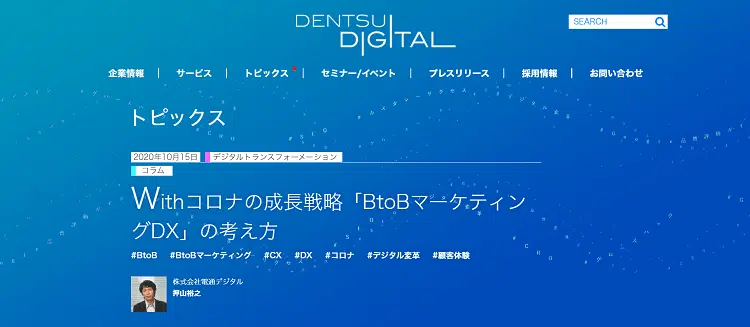 DENTSU
DIGITAL
SEARCH
企業情報 サービス トピックス セミナー/イベント プレスリリース 採用情報 お問い合わせ
トピックス
2020年10月15日 デジタルトランスフォーメーション
コラム
Withコロナの成長戦略「BtoBマーケティン
グDX」の考え方
#BtoB #BtoBマーケティング #CX #DX #コロナ #デジタル変革 #顧客体験
株式会社電通デジタル
押山裕之